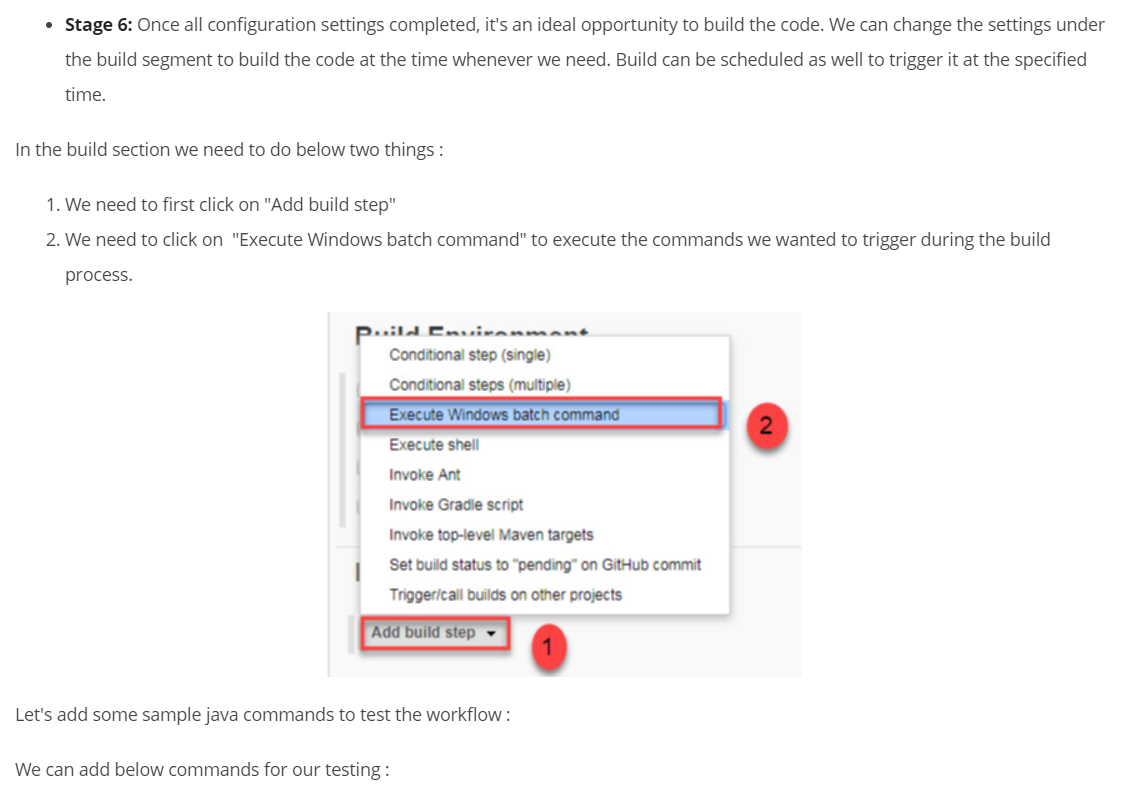 • Stage 6: Once all configuration settings completed, it's an ideal opportunity to build the code. We can change the settings under
the build segment to build the code at the time whenever we need. Build can be scheduled as well to trigger it at the specified
time.
In the build section we need to do below two things :
1. We need to first click on "Add build step"
2. We need to click on "Execute Windows batch command" to execute the commands we wanted to trigger during the build
process.
Build Environment
Conditional step (single)
Conditional steps (multiple)
Execute Windows batch command
2
Execute shell
Invoke Ant
Invoke Gradle script
Invoke top-level Maven targets
Set build status to "pending" on GitHub commit
Trigger/call builds on other projects
Add build step
1
Let's add some sample java commands to test the workflow :
We can add below commands for our testing :